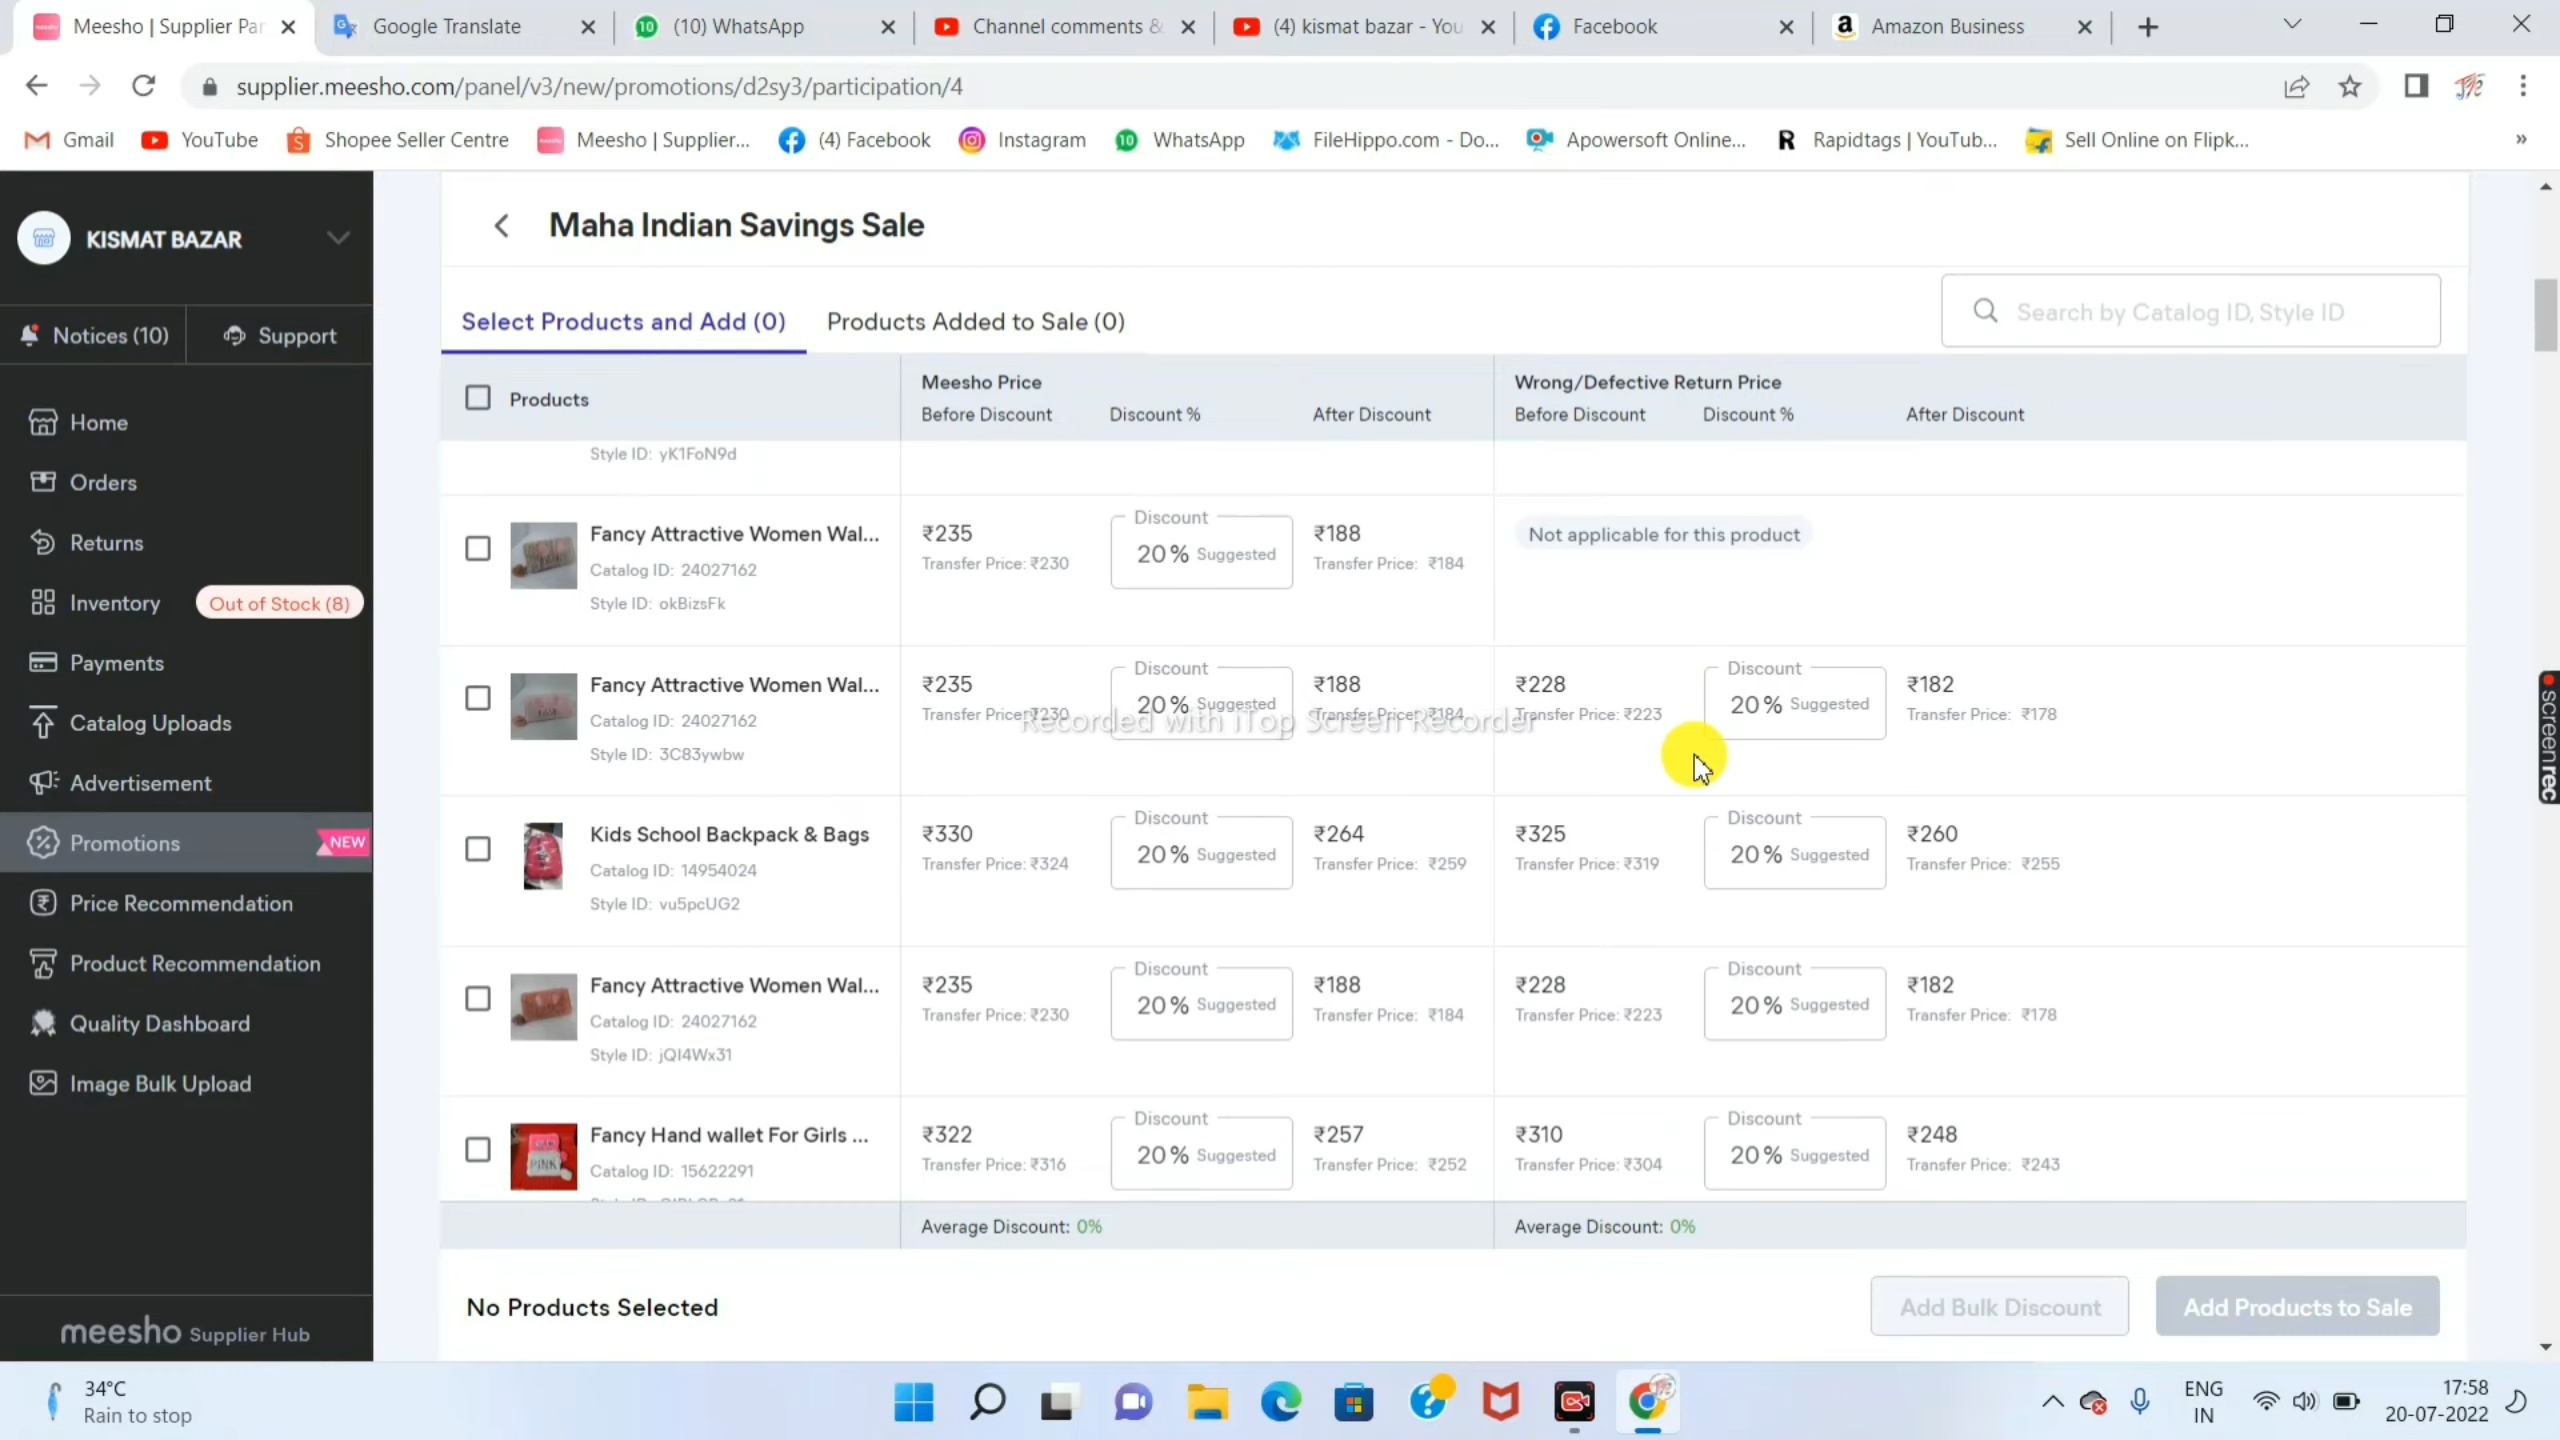 Meesho | Supplier Par
Google Translate
(10) WhatsApp
Channel comments &
(4) kismat bazar - You
Facebook
Amazon Business
supplier.meesho.com/panel/v3/new/promotions/d2sy3/participation/4
Gmail
YouTube
Shopee Seller Centre
Meesho | Supplier...
(4) Facebook
Instagram
WhatsApp
FileHippo.com - Do...
Apowersoft Online...
Rapidtags | YouTub...
Sell Online on Flipk...
»
KISMAT BAZAR
Notices (10)
Support
Home
Orders
Returns
Inventory
Out of Stock (8)
Payments
Catalog Uploads
Advertisement
Promotions
NEW
Price Recommendation
Product Recommendation
Quality Dashboard
Image Bulk Upload
meesho Supplier Hub
Maha Indian Savings Sale
Select Products and Add (0)
Products Added to Sale (0)
Search by Catalog ID, Style ID
Products
Meesho Price
Before Discount
Discount %
After Discount
Wrong/Defective Return Price
Before Discount
Discount %
After Discount
Style ID: yK1FoN9d
Fancy Attractive Women Wal...
Catalog ID: 24027162
Style ID: okBizsFk
₹235
Transfer Price: ₹230
Discount
20% Suggested
₹188
Transfer Price: ₹184
Not applicable for this product
Fancy Attractive Women Wal...
Catalog ID: 24027162
Style ID: 3C83ywbw
₹235
Transfer Price: ₹230
Discount
20% Suggested
₹188
Transfer Price: ₹184
₹228
Transfer Price: ₹223
Discount
20% Suggested
₹182
Transfer Price: ₹178
Recorded with iTop Screen Recorder
Kids School Backpack & Bags
Catalog ID: 14954024
Style ID: vu5pcUG2
₹330
Transfer Price: ₹324
Discount
20% Suggested
₹264
Transfer Price: ₹259
₹325
Transfer Price: ₹319
Discount
20% Suggested
₹260
Transfer Price: ₹255
Fancy Attractive Women Wal...
Catalog ID: 24027162
Style ID: jQI4Wx31
₹235
Transfer Price: ₹230
Discount
20% Suggested
₹188
Transfer Price: ₹184
₹228
Transfer Price: ₹223
Discount
20% Suggested
₹182
Transfer Price: ₹178
Fancy Hand wallet For Girls ...
Catalog ID: 15622291
₹322
Transfer Price: ₹316
Discount
20% Suggested
₹257
Transfer Price: ₹252
₹310
Transfer Price: ₹304
Discount
20% Suggested
₹248
Transfer Price: ₹243
PINK
Average Discount: 0%
Average Discount: 0%
No Products Selected
Add Bulk Discount
Add Products to Sale
screenrec
34°C
Rain to stop
ENG
IN
17:58
20-07-2022